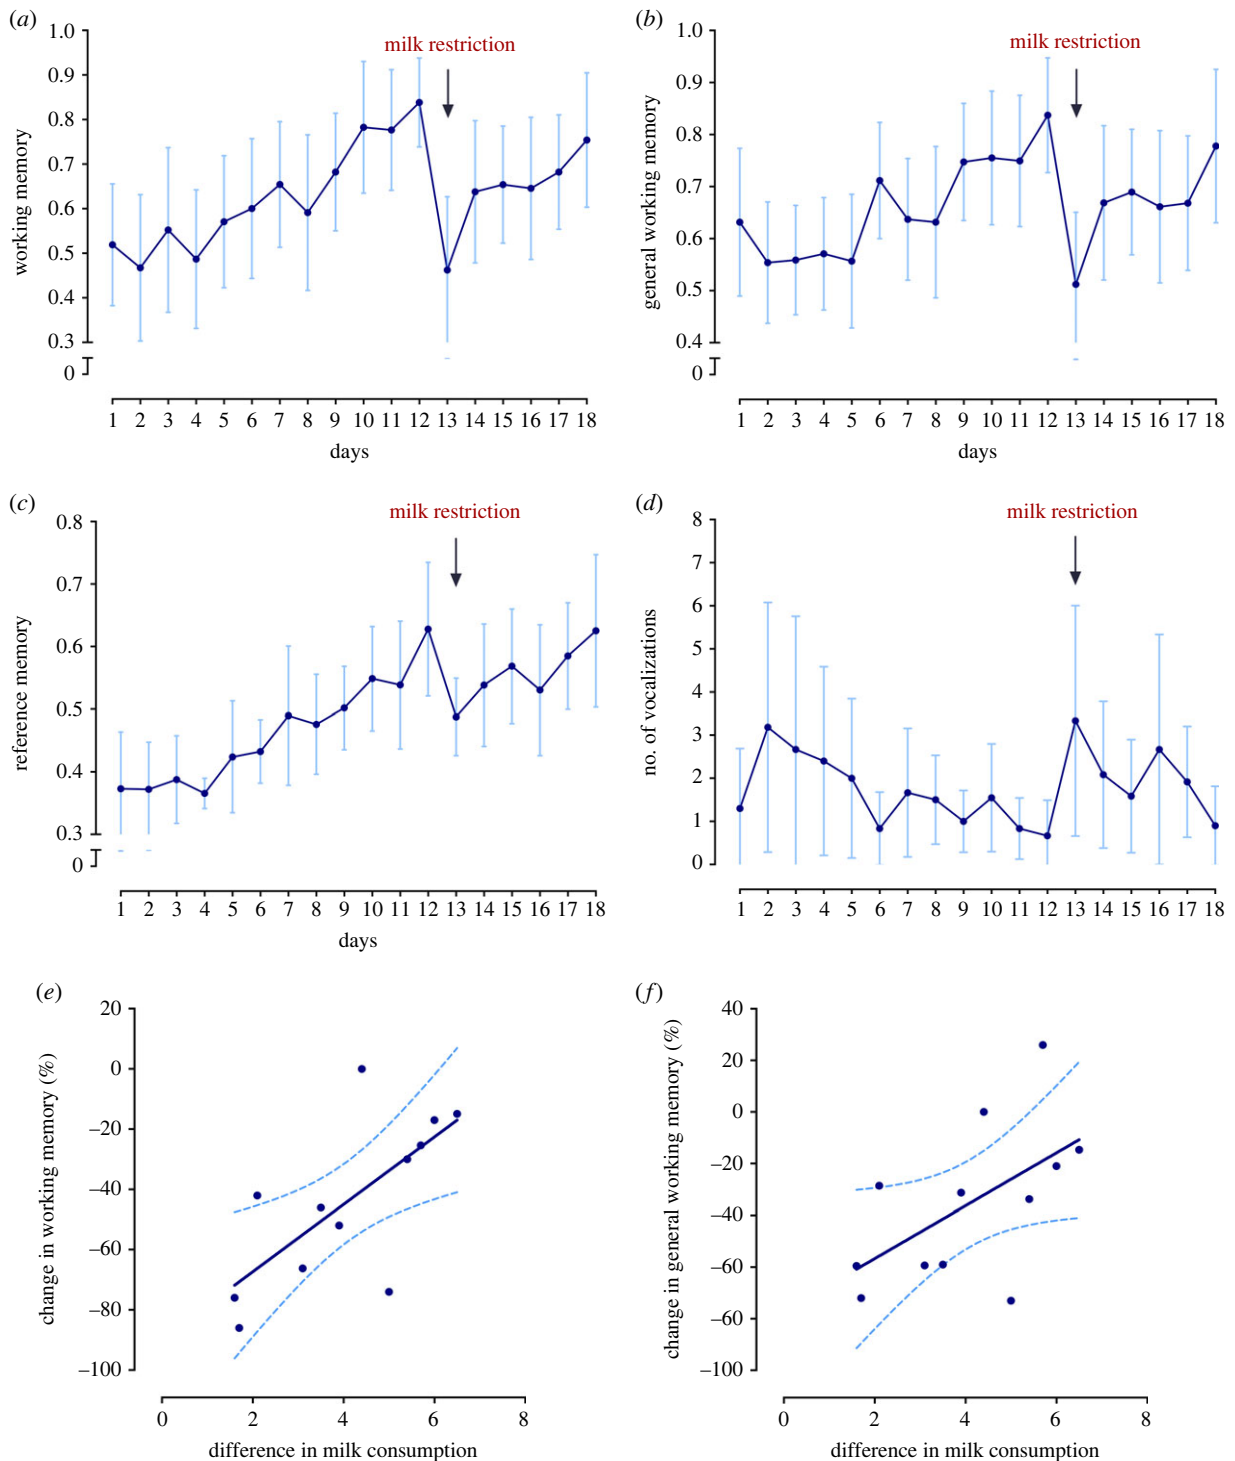 (a)
milk restriction
working memory
1.0
0.9
0.8
0.7
0.6
0.5
0.4
0.3
0
1 2 3 4 5 6 7 8 9 10 11 12 13 14 15 16 17 18
days
(b)
milk restriction
general working memory
1.0
0.9
0.8
0.7
0.6
0.5
0.4
0
1 2 3 4 5 6 7 8 9 10 11 12 13 14 15 16 17 18
days
(c)
milk restriction
reference memory
0.8
0.7
0.6
0.5
0.4
0.3
0
1 2 3 4 5 6 7 8 9 10 11 12 13 14 15 16 17 18
days
(d)
milk restriction
no. of vocalizations
8
7
6
5
4
3
2
1
0
1 2 3 4 5 6 7 8 9 10 11 12 13 14 15 16 17 18
(e)
change in working memory (%)
20
0
–20
–40
–60
–80
–100
0 2 4 6 8
difference in milk consumption
(f)
change in general working memory (%)
40
20
0
–20
–40
–60
–60
–100
0 2 4 6 8
difference in milk consumption